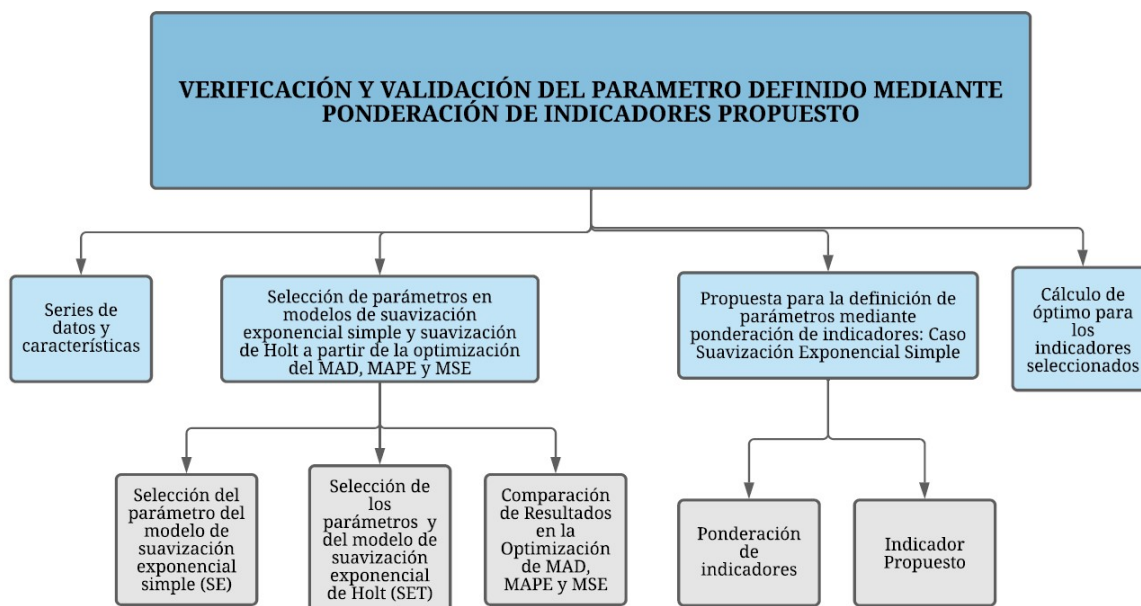 VERIFICACIÓN Y VALIDACIÓN DEL PARAMETRO DEFINIDO MEDIANTE
PONDERACIÓN DE INDICADORES PROPUESTO
Series de
datos y
características
Selección de parámetros en
modelos de suavización
exponencial simple y suavización
de Holt a partir de la optimización
del MAD, MAPE y MSE
Propuesta para la definición de
parámetros mediante
ponderación de indicadores: Caso
Suavización Exponencial Simple
Cálculo de
óptimo para
los
indicadores
seleccionados
Selección del
parámetro del
modelo de
suavización
exponencial
simple (SE)
Selección de
los
parámetros y
del modelo de
suavización
exponencial
de Holt (SET)
Comparación
de Resultados
en la
Optimización
de MAD,
MAPE y MSE
Ponderación
de
indicadores
Indicador
Propuesto